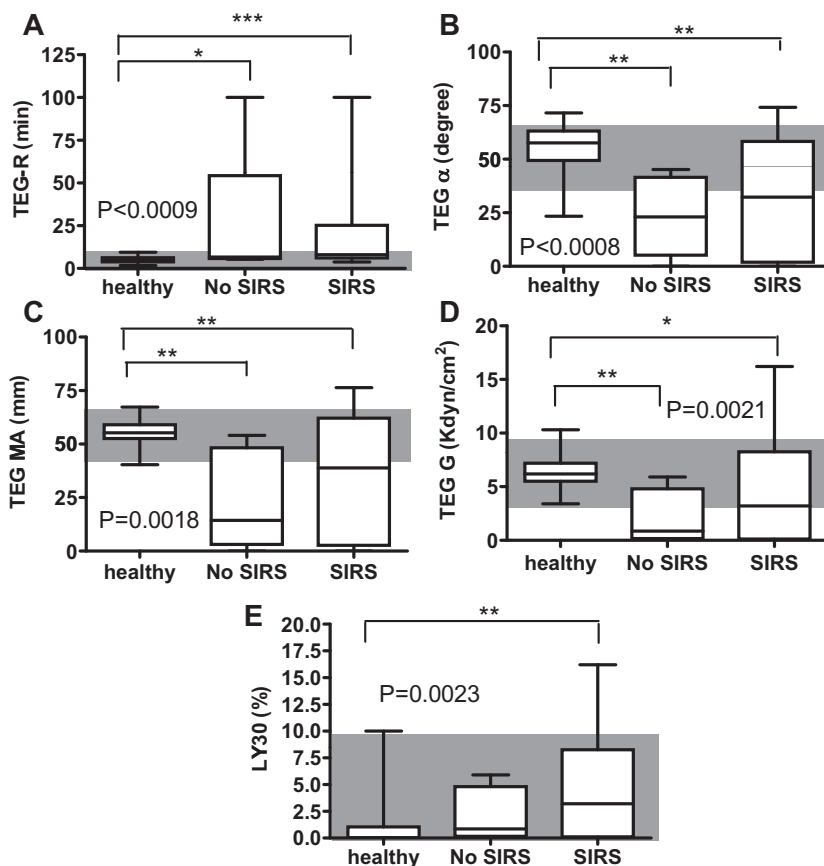 A
***
*
125
100
75
50
25
0
TEG-R (min)
P<0.0009
healthy No SIRS SIRS
B
**
**
100
75
50
25
0
TEG α (degree)
P<0.0008
healthy No SIRS SIRS
C
**
**
100
75
50
25
0
TEG MA (mm)
P=0.0018
healthy No SIRS SIRS
D
*
**
20
15
10
5
0
TEG G (Kdyn/cm²)
P=0.0021
healthy No SIRS SIRS
E
**
20.0
17.5
15.0
12.5
10.0
7.5
5.0
2.5
0.0
LY30 (%)
P=0.0023
healthy No SIRS SIRS